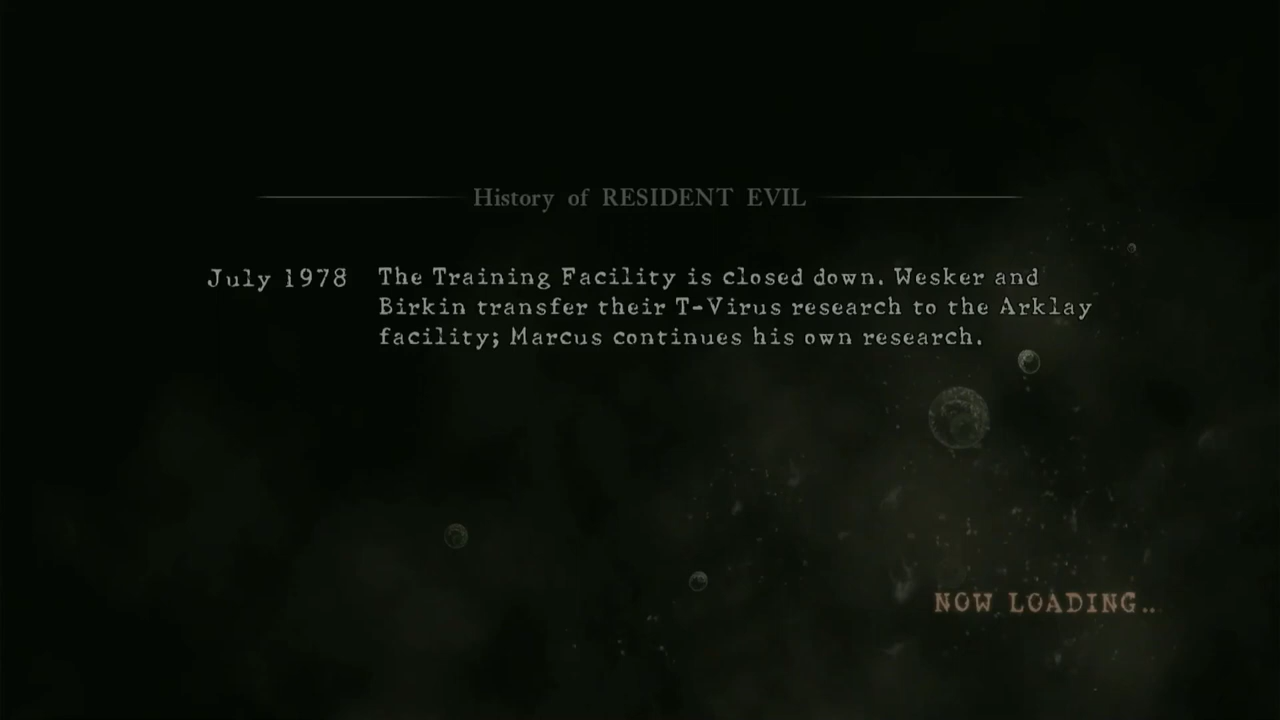 History of RESIDENT EVIL
July 1978 The Training Facility is closed down. Wesker and
Birkin transfer their T-Virus research to the Arklay
facility; Marcus continues his own research.
NOW LOADING...